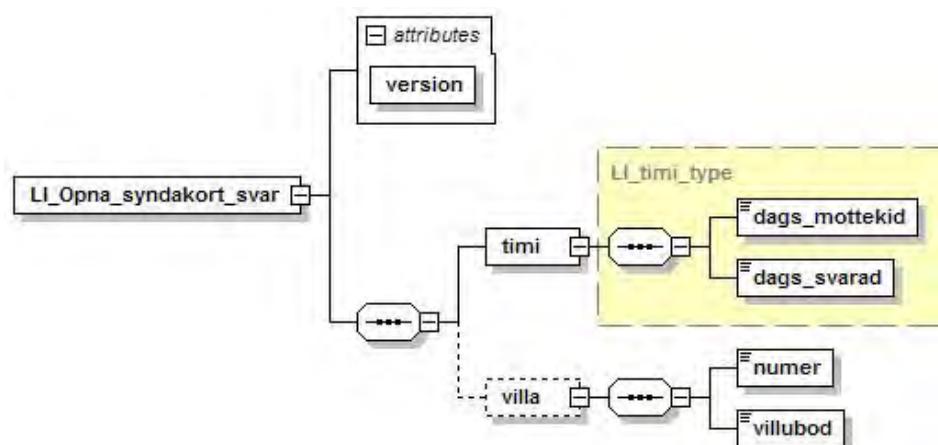 attributes
version
LI_Opna_syndakort_svar
LI_timi_type
dags_mottekid
timi
dags_svarad
numer
villa
villubod